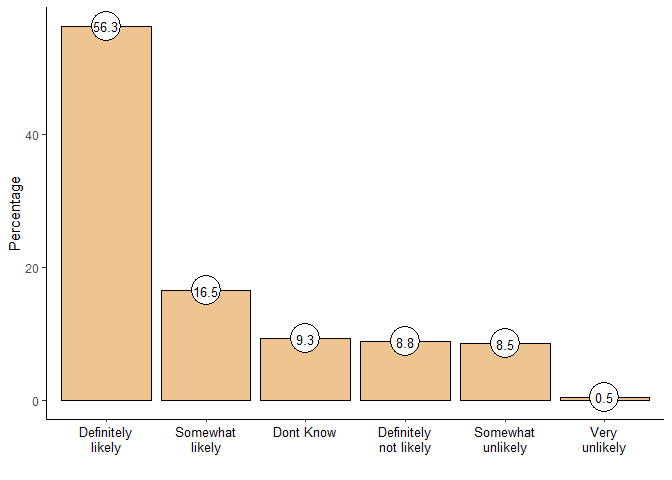 56.3
40
16.5
Percentage
20
9.3
8.8
8.5
0.5
0
Definitely
likely
Somewhat
likely
Dont Know
Definitely
not likely
Somewhat
unlikely
Very
unlikely